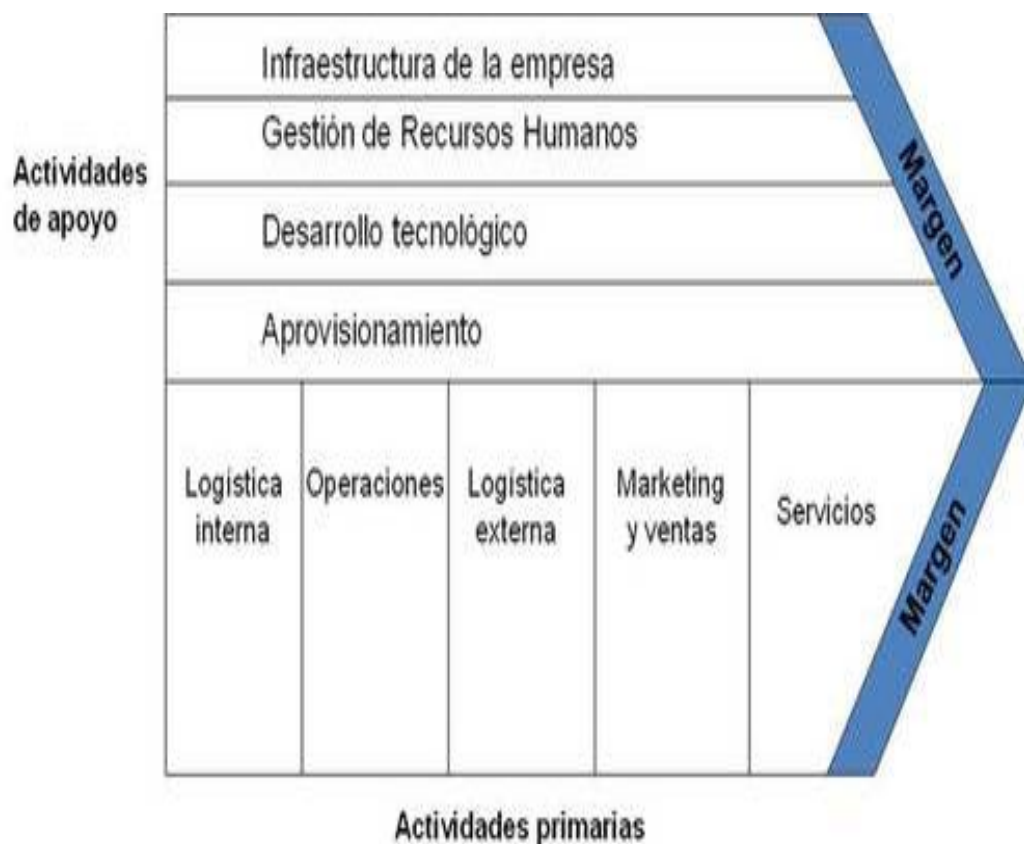 Infraestructura de la empresa
Gestión de Recursos Humanos
Actividades
de apoyo
Desarrollo tecnológico
Aprovisionamiento
Margen
Logística
interna
Operaciones
Logística
externa
Marketing
y ventas
Servicios
Margen
Actividades primarias